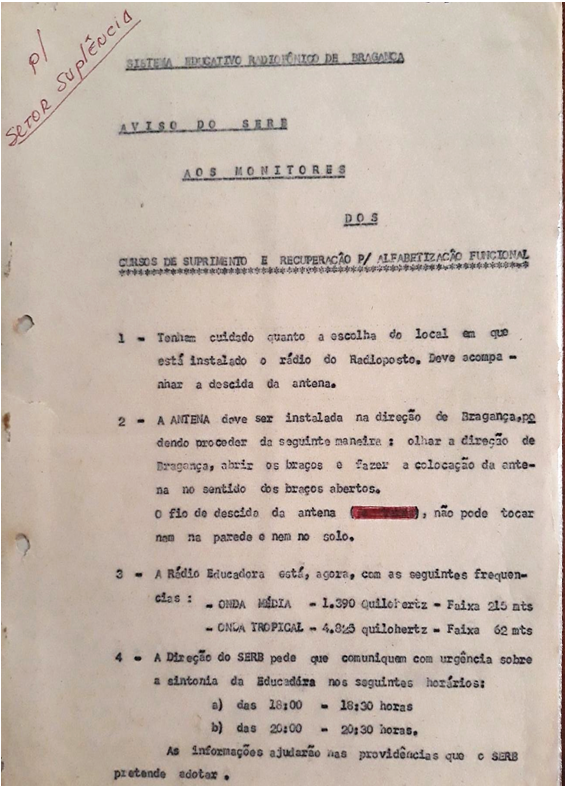 p/
SETOR SUPLÊNCIA
SISTEMA EDUCATIVO RADIOFÔNICO DE BRAGANÇA
AVISO DO SERB
AOS MONITORES
DOS
CURSOS DE SUPRIMENTO E RECUPERAÇÃO P/ ALFABETIZAÇÃO FUNCIONAL
1 - Tenham cuidado quanto a escolha do local em que
está instalado o rádio do Radioposto. Deve acompa -
nhar a descida da antena.
2 - A ANTENA deve ser instalada na direção de Bragança,po
dendo proceder da seguinte maneira : olhar a direção de
Bragança, abrir os braços e fazer a colocação da ante-
na no sentido dos braços abertos.
O fio de descida da antena ( ), não pode tocar
nem na parede e nem no solo.
3 - A Rádio Educadora está, agora, com as seguintes frequen-
cias :
- ONDA MÉDIA - 1.390 Quilohertz - Faixa 215 mts
- ONDA TROPICAL - 4.825 quilohertz - Faixa 62 mts
4 - A Direção do SERB pede que comuniquem com urgência sobre
a sintonia da Educadóra nos seguintes horários:
a) das 18:00 - 18:30 horas
b) das 20:00 - 20:30 horas.
As informações ajudarão nas providências que o SERB
pretende adotar .